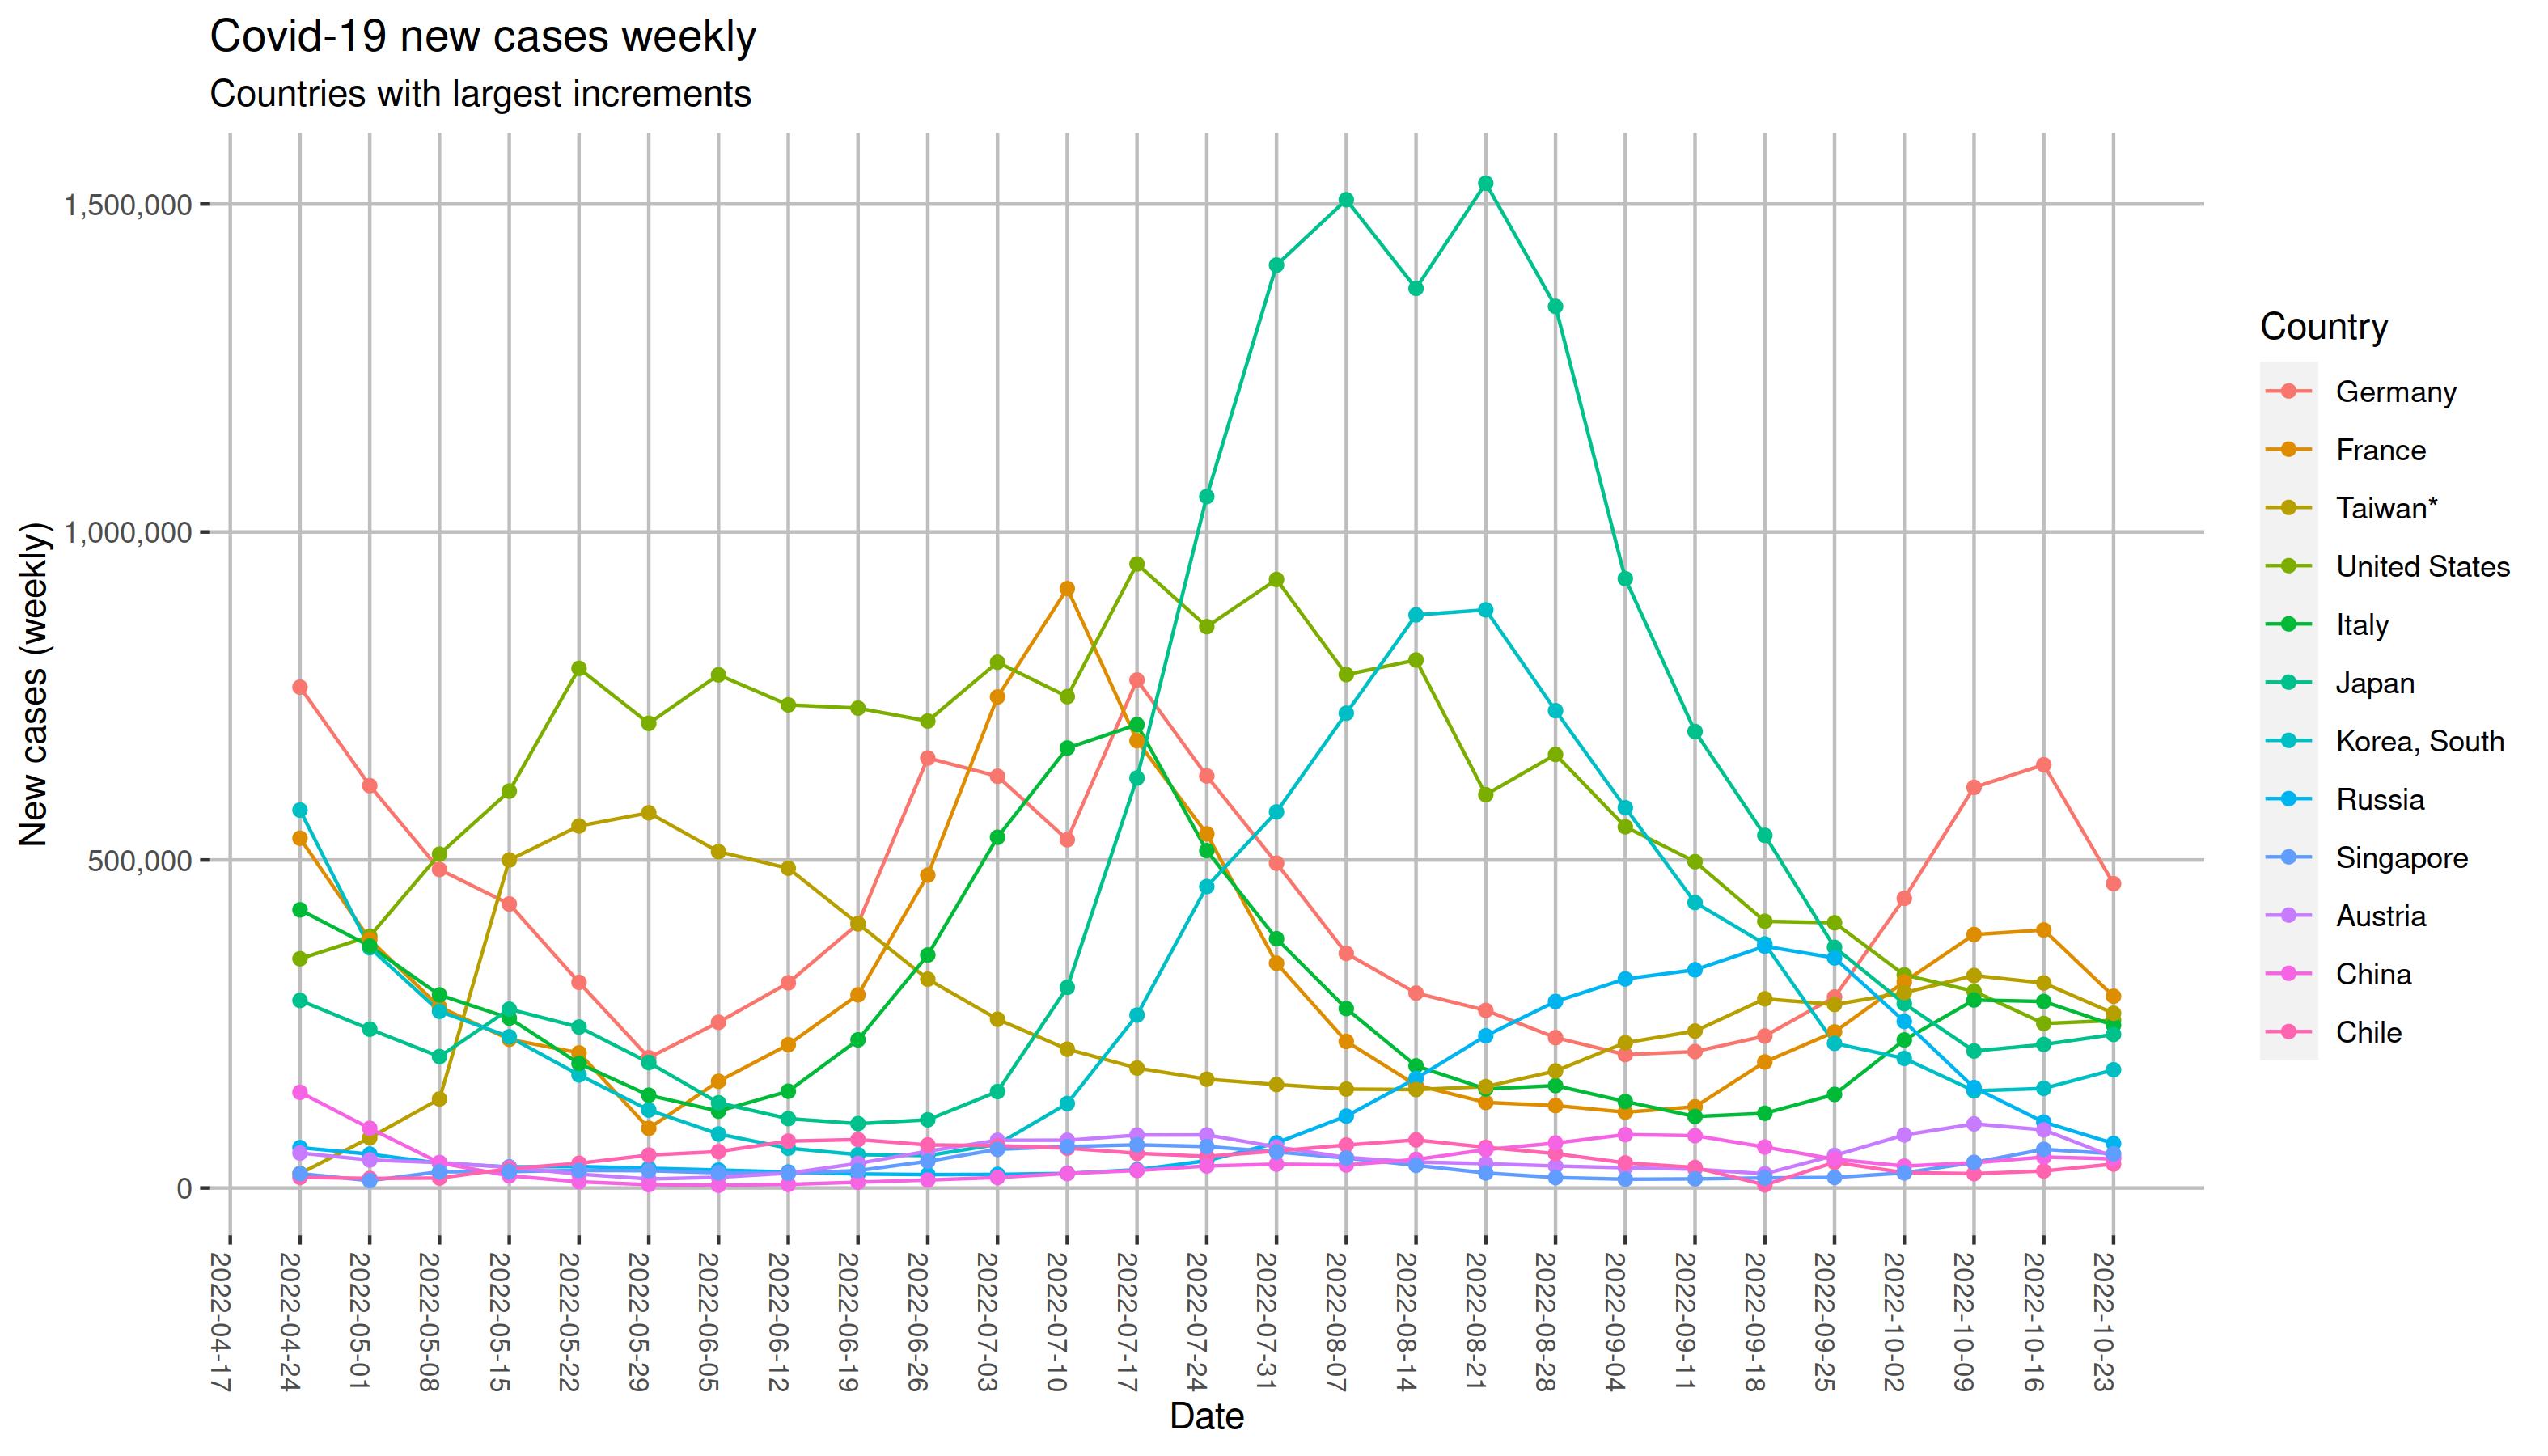 Covid-19 new cases weekly
Countries with largest increments
New cases (weekly)
1,500,000
1,000,000
500,000
0
2022-04-17
2022-04-24
2022-05-01
2022-05-08
2022-05-15
2022-05-22
2022-05-29
2022-06-05
2022-06-12
2022-06-19
2022-06-26
2022-07-03
2022-07-10
2022-07-17
2022-07-24
2022-07-31
2022-08-07
2022-08-14
2022-08-21
2022-08-28
2022-09-04
2022-09-11
2022-09-18
2022-09-25
2022-10-02
2022-10-09
2022-10-16
2022-10-23
Date
Country
Germany
France
Taiwan*
United States
Italy
Japan
Korea, South
Russia
Singapore
Austria
China
Chile